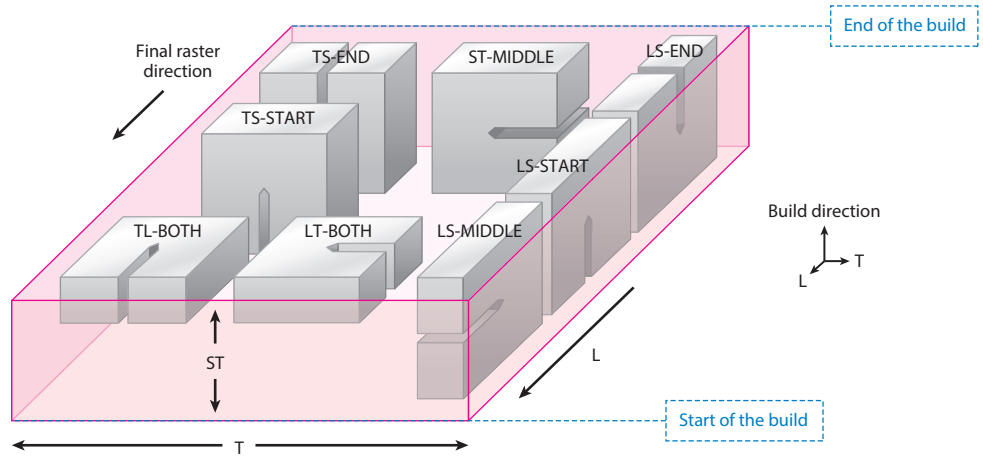 End of the build
Final raster
direction
TS-END
ST-MIDDLE
LS-END
TS-START
LS-START
Build direction
TL-BOTH
LT-BOTH
LS-MIDDLE
T
L
ST
L
Start of the build
T